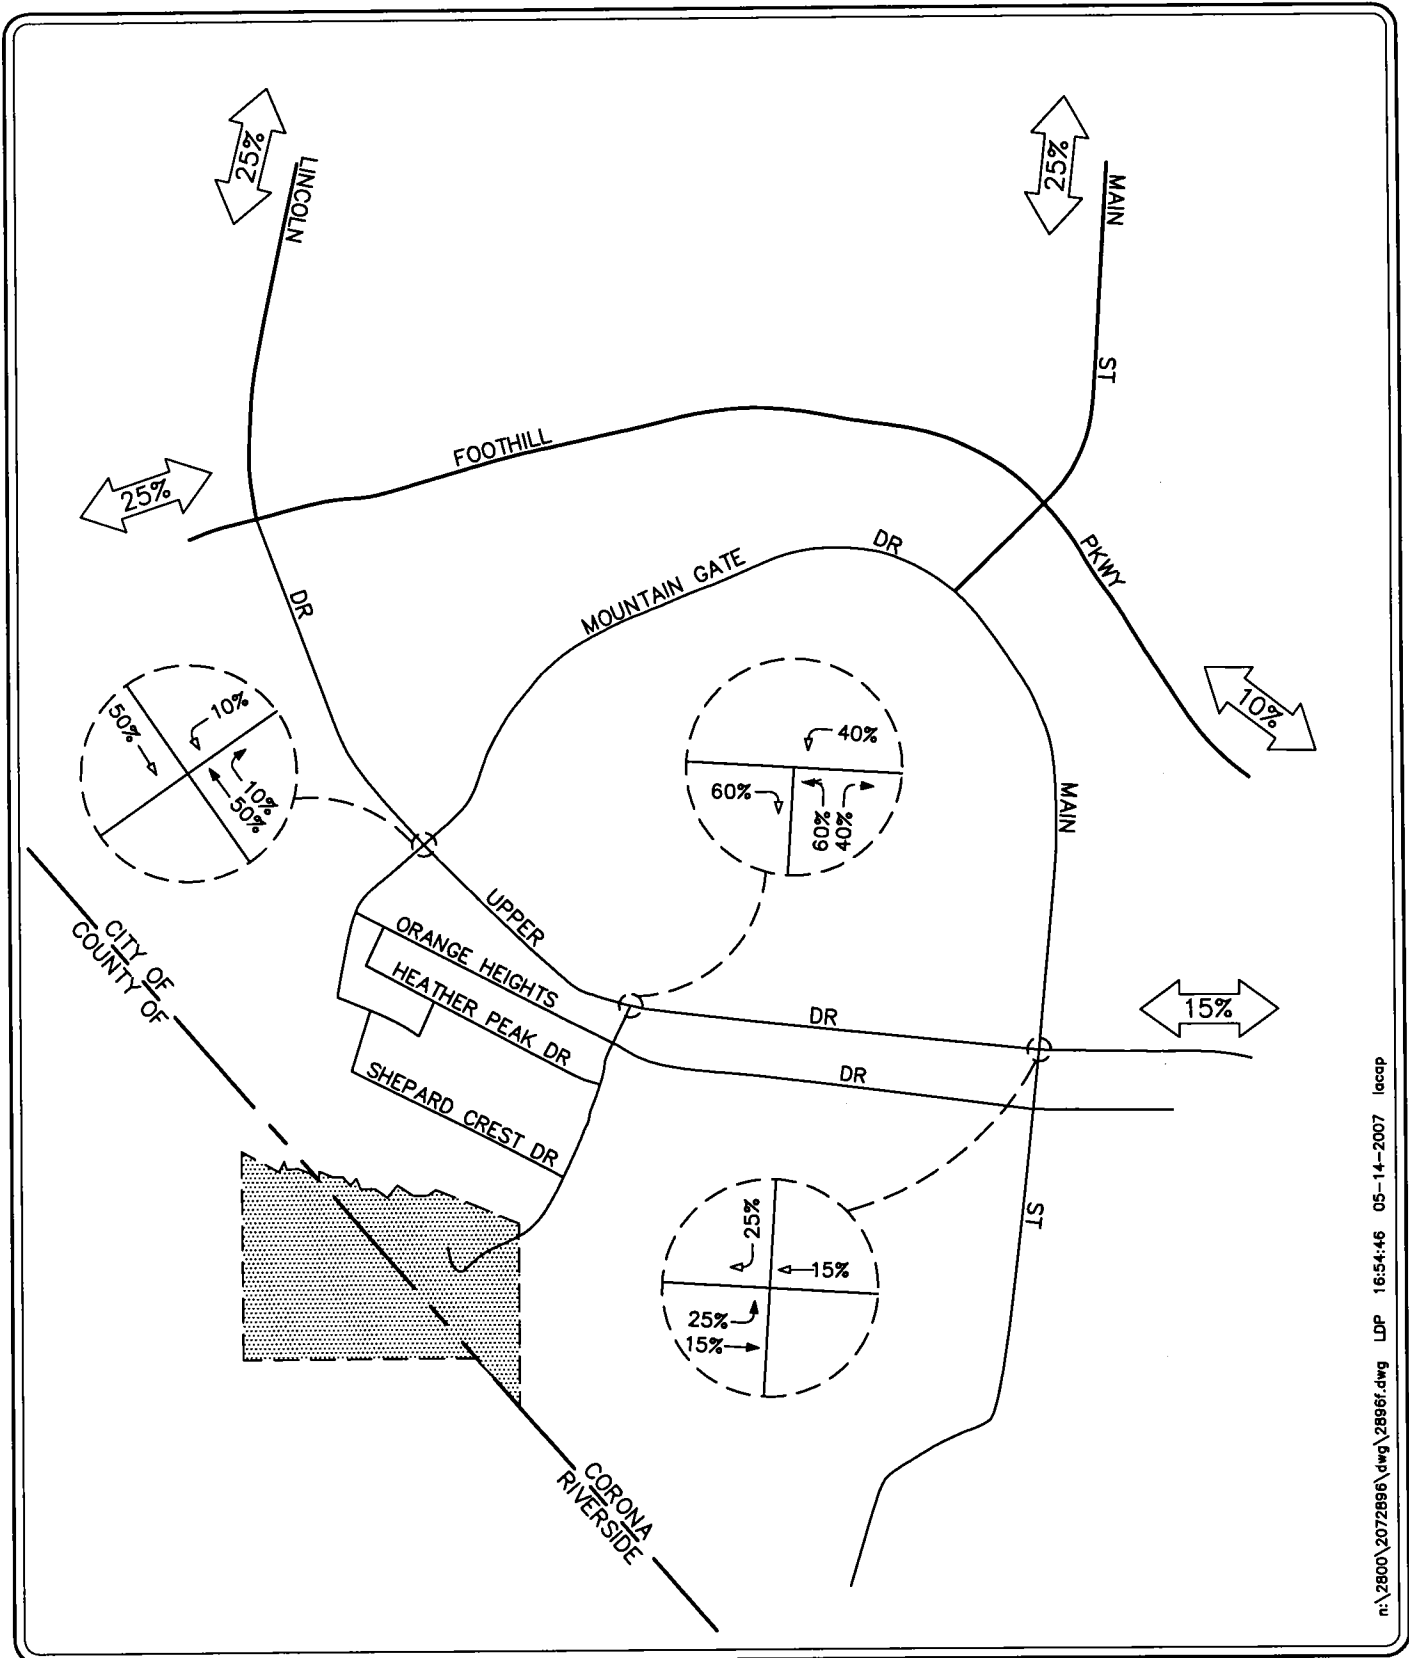 25%
LINCOLN
25%
MAIN
ST
FOOTHILL
25%
DR
MOUNTAIN GATE
DR
PKWY
10%
50%
10%
10%
50%
40%
60%
60%
40%
MAIN
UPPER
ORANGE HEIGHTS
HEATHER PEAK DR
SHEPARD CREST DR
DR
DR
15%
CITY OF
COUNTY OF
ST
25%
15%
25%
15%
CORONA
RIVERSIDE
n:\2800\2072896\dwg\2896f.dwg LDP 16:54:46 05-14-2007 lacap